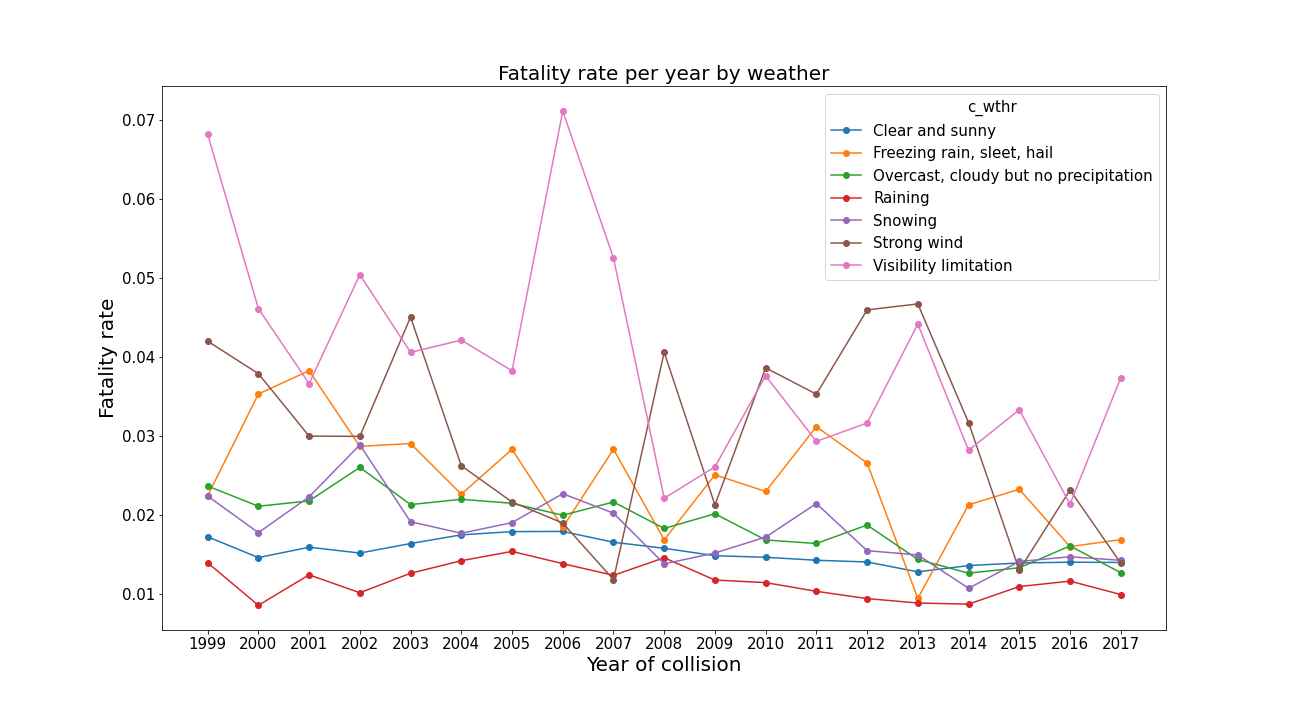 Fatality rate per year by weather
c_wthr
Clear and sunny
Freezing rain, sleet, hail
Overcast, cloudy but no precipitation
Raining
Snowing
Strong wind
Visibility limitation
Fatality rate
0.07
0.06
0.05
0.04
0.03
0.02
0.01
1999 2000 2001 2002 2003 2004 2005 2006 2007 2008 2009 2010 2011 2012 2013 2014 2015 2016 2017
Year of collision